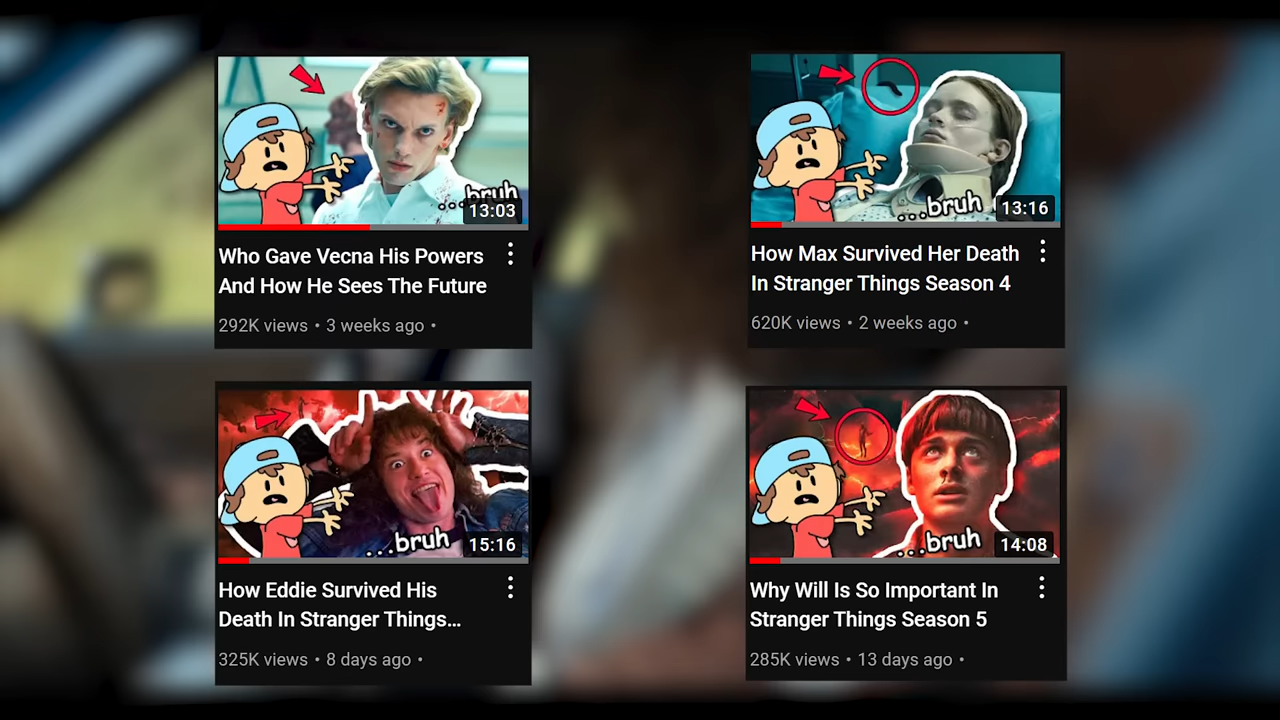 ...bruh
13:03
Who Gave Vecna His Powers
And How He Sees The Future
292K views • 3 weeks ago •
...bruh
13:16
How Max Survived Her Death
In Stranger Things Season 4
620K views • 2 weeks ago •
...bruh
15:16
How Eddie Survived His
Death In Stranger Things...
325K views • 8 days ago •
...bruh
14:08
Why Will Is So Important In
Stranger Things Season 5
285K views • 13 days ago •